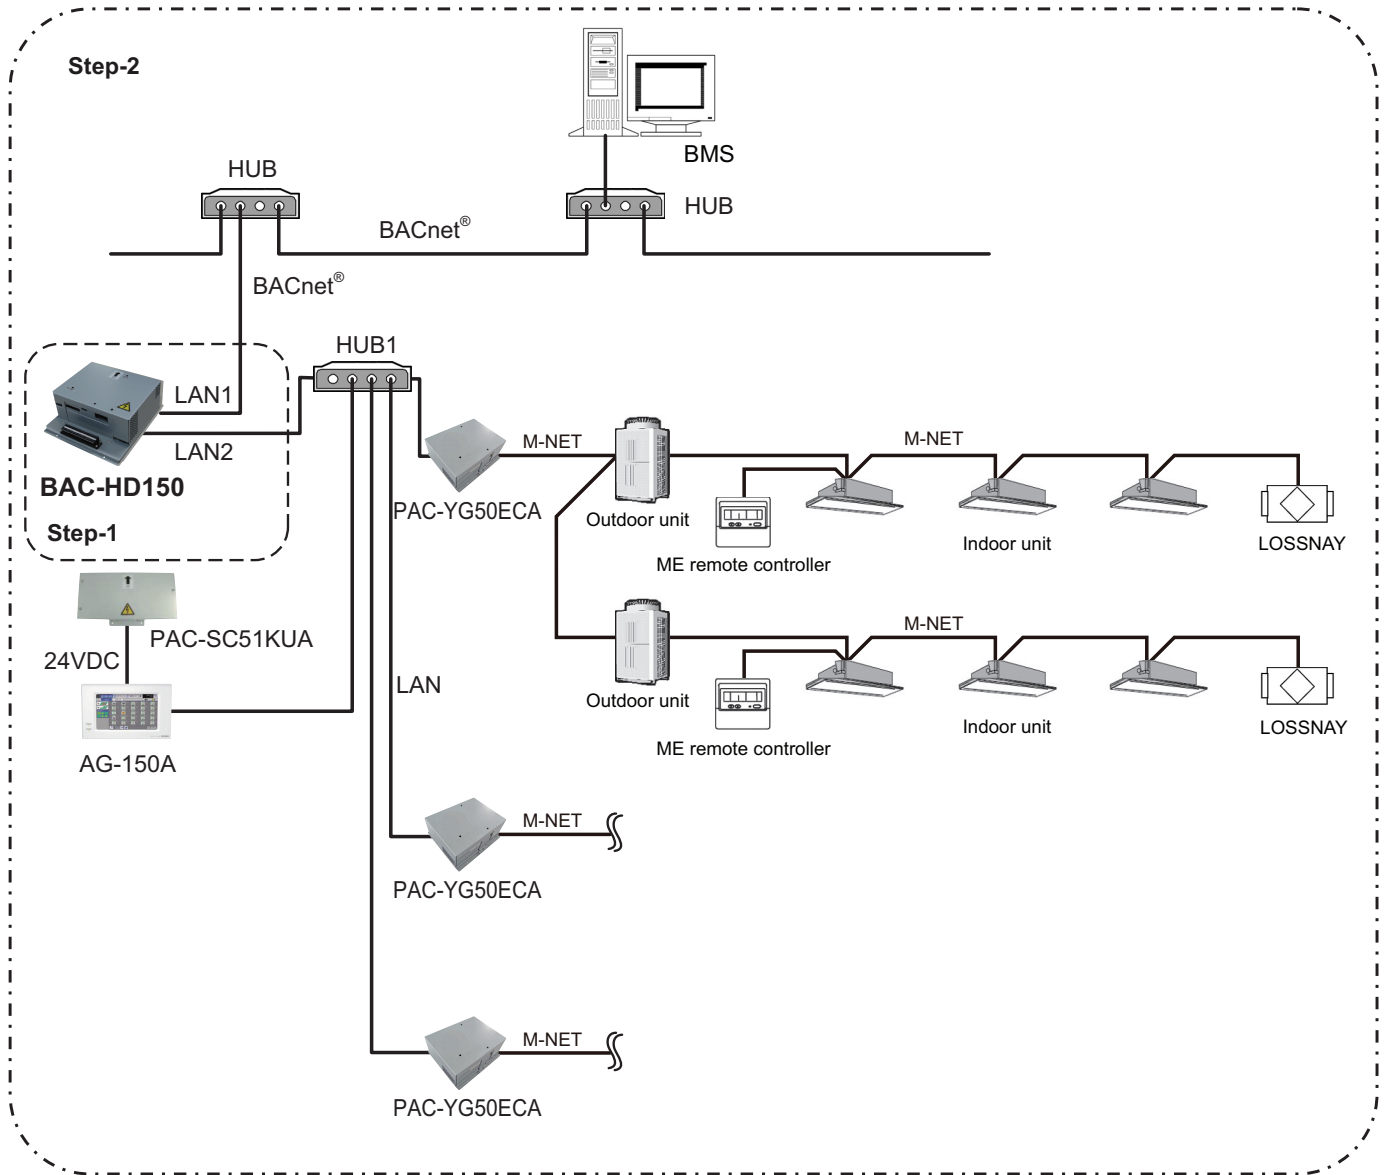 Step-2
BMS
HUB
HUB
BACnet®
BACnet®
HUB1
LAN1
LAN2
BAC-HD150
Step-1
M-NET
M-NET
PAC-YG50ECA
Outdoor unit
ME remote controller
Indoor unit
LOSSNAY
PAC-SC51KUA
24VDC
AG-150A
LAN
M-NET
Outdoor unit
ME remote controller
Indoor unit
LOSSNAY
M-NET
PAC-YG50ECA
M-NET
PAC-YG50ECA